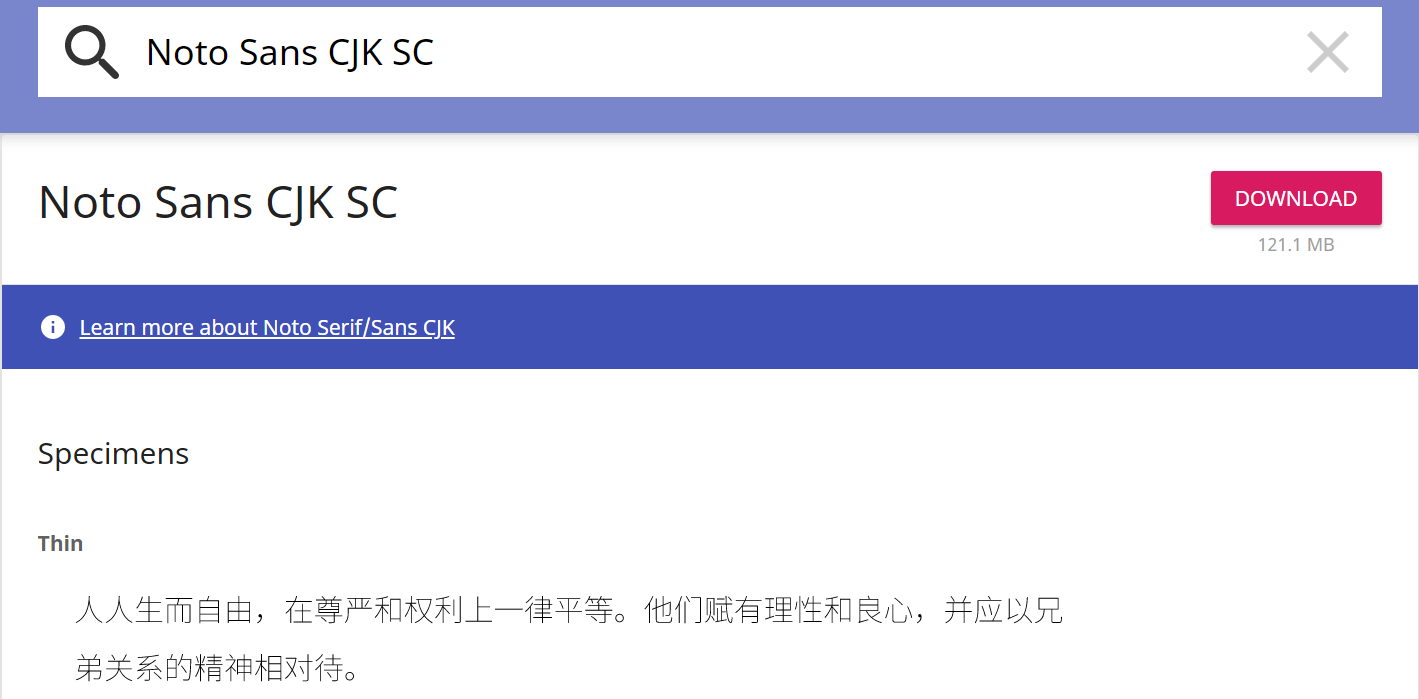 Noto Sans CJK SC
Noto Sans CJK SC
DOWNLOAD
121.1 MB
Learn more about Noto Serif/Sans CJK
Specimens
Thin
人人生而自由，在尊严和权利上一律平等。他们赋有理性和良心，并应以兄
弟关系的精神相对待。